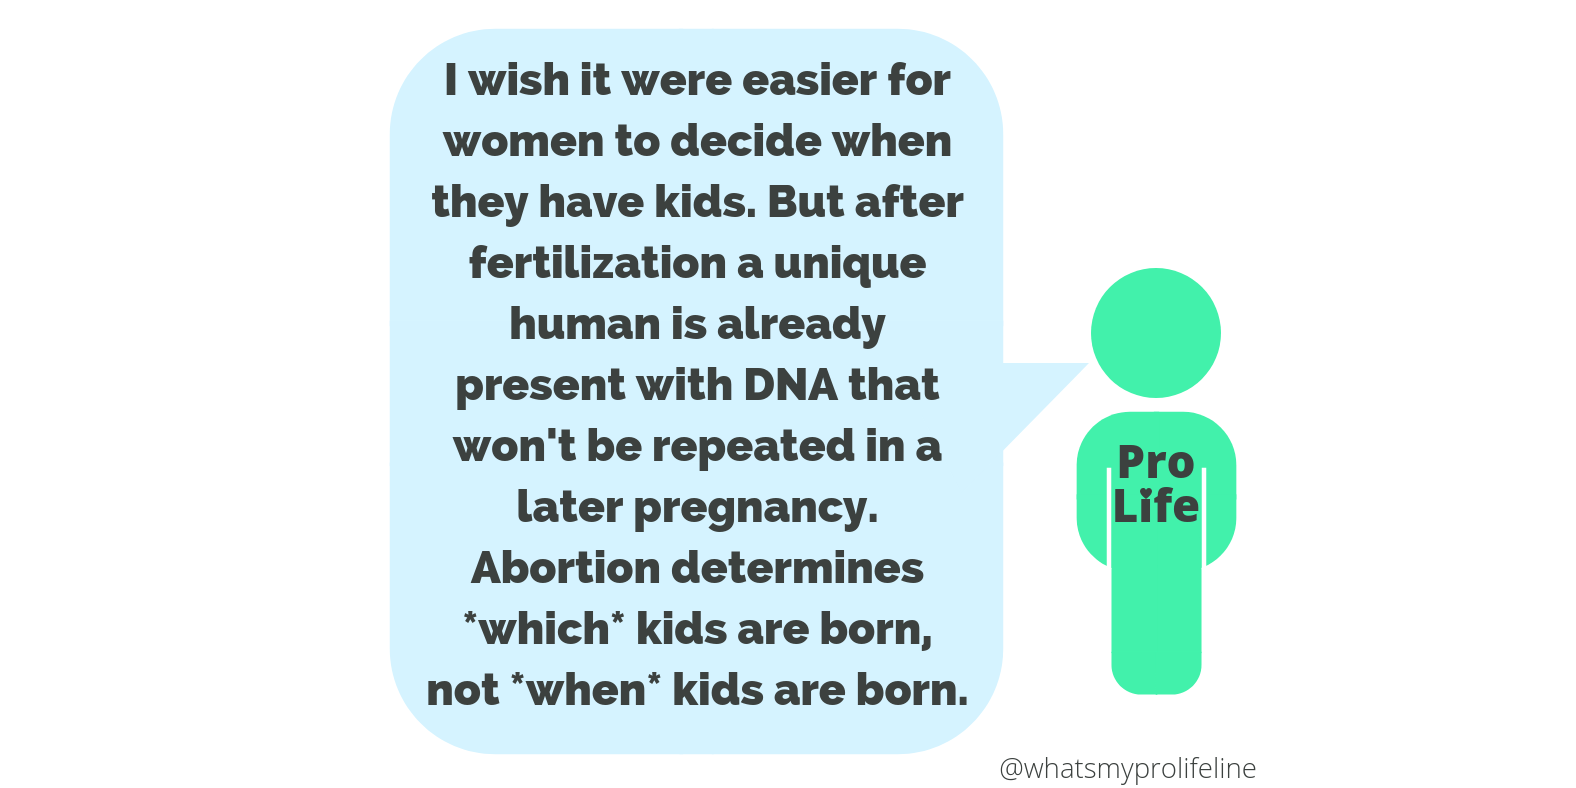 I wish it were easier for
women to decide when
they have kids. But after
fertilization a unique
human is already
present with DNA that
won't be repeated in a
later pregnancy.
Abortion determines
*which* kids are born,
not *when* kids are born.
Pro
Life
@whatsmyprolifeline